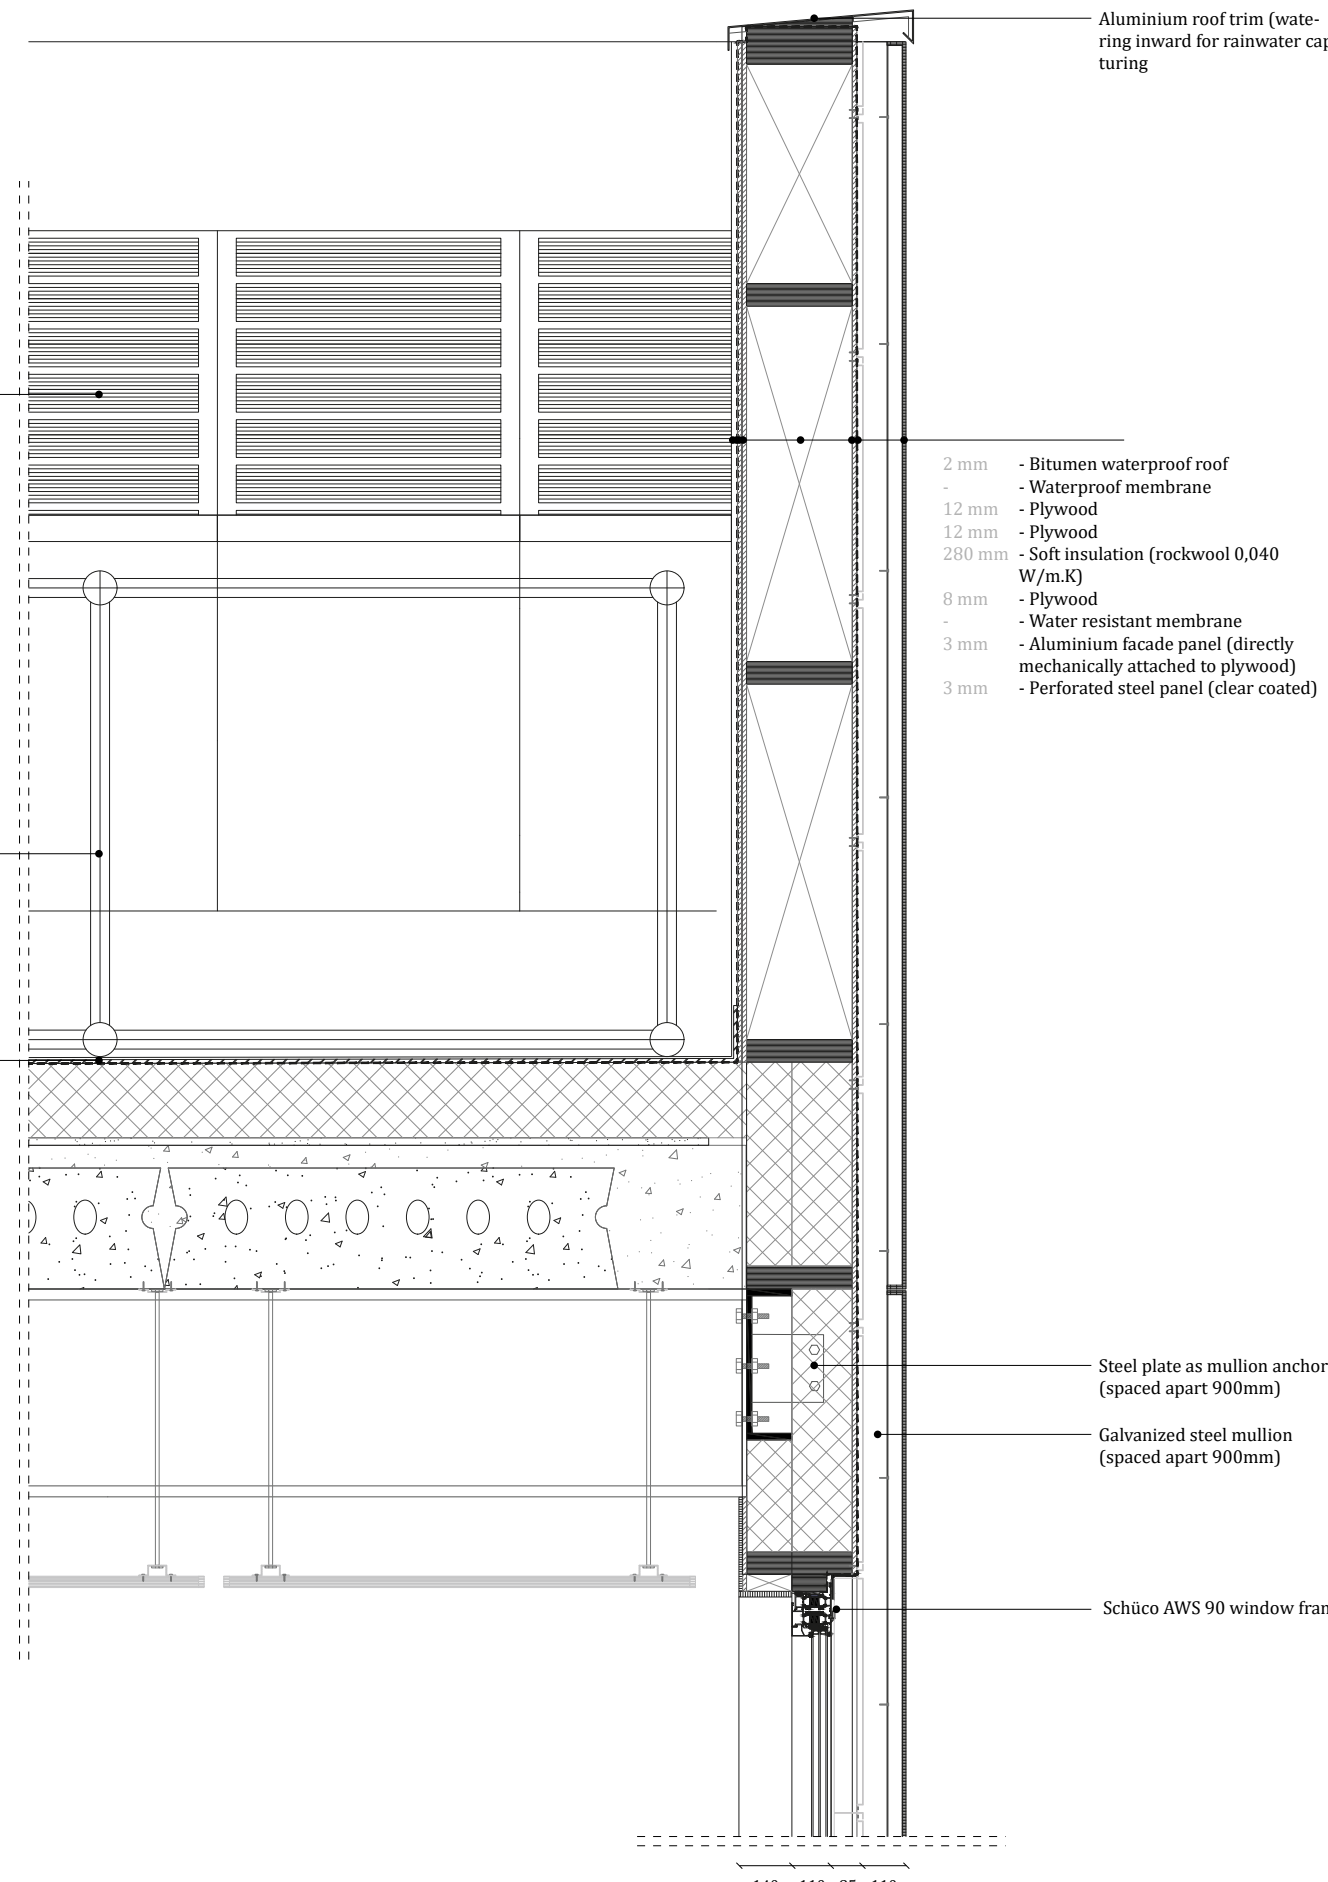 Aluminium roof trim (wate-
ring inward for rainwater cap
turing
2 mm - Bitumen waterproof roof
- - Waterproof membrane
12 mm - Plywood
12 mm - Plywood
280 mm - Soft insulation (rockwool 0,040
W/m.K)
8 mm - Plywood
- - Water resistant membrane
3 mm - Aluminium facade panel (directly
mechanically attached to plywood)
3 mm - Perforated steel panel (clear coated)
Steel plate as mullion anchor
(spaced apart 900mm)
Galvanized steel mullion
(spaced apart 900mm)
Schüco AWS 90 window fran